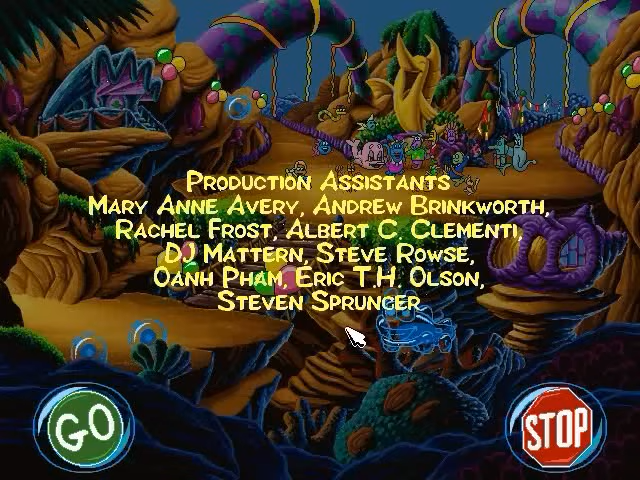 Production Assistants
Mary Anne Avery, Andrew Brinkworth,
Rachel Frost, Albert C. Clementi,
DJ Mattern, Steve Rowse,
Oanh Pham, Eric T.H. Olson,
Steven Sprunger
GO
STOP